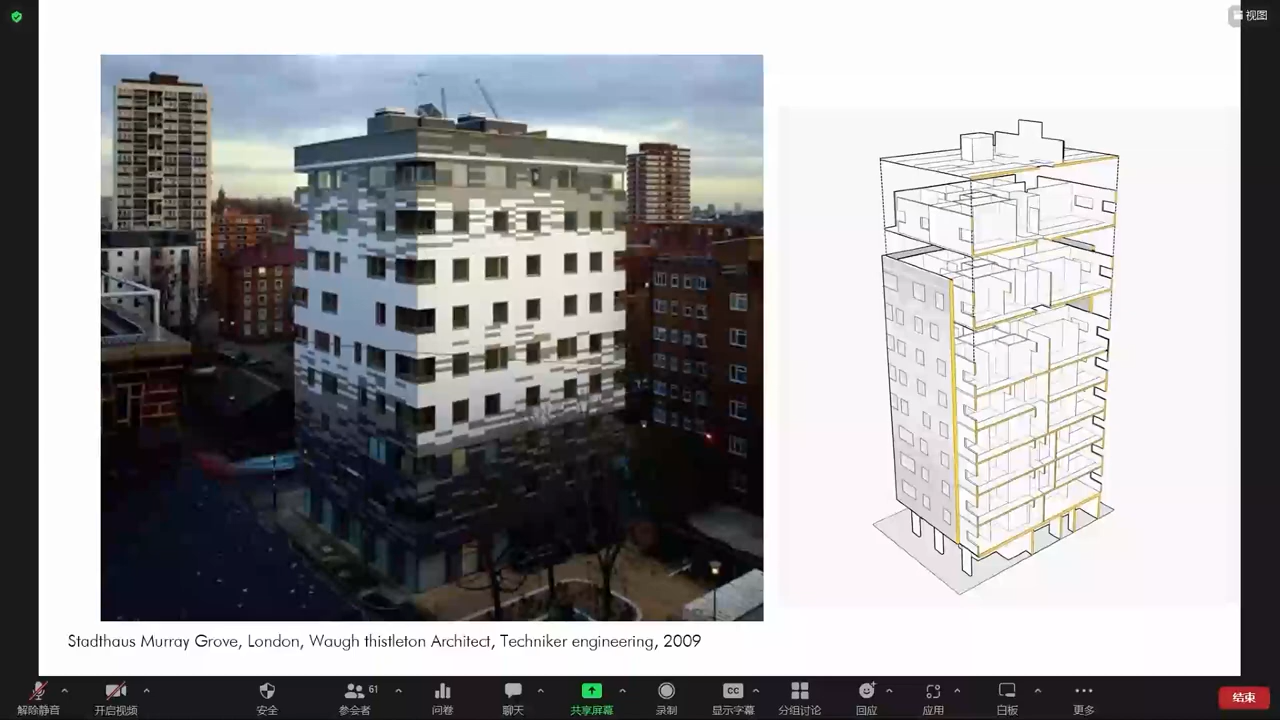 视图
Stadthaus Murray Grove, London, Waugh thistleton Architect, Techniker engineering, 2009
61
CC
解除静音
开启视频
安全
参会者
问卷
聊天
共享屏幕
录制
显示字幕
分组讨论
回应
应用
白板
更多
结束